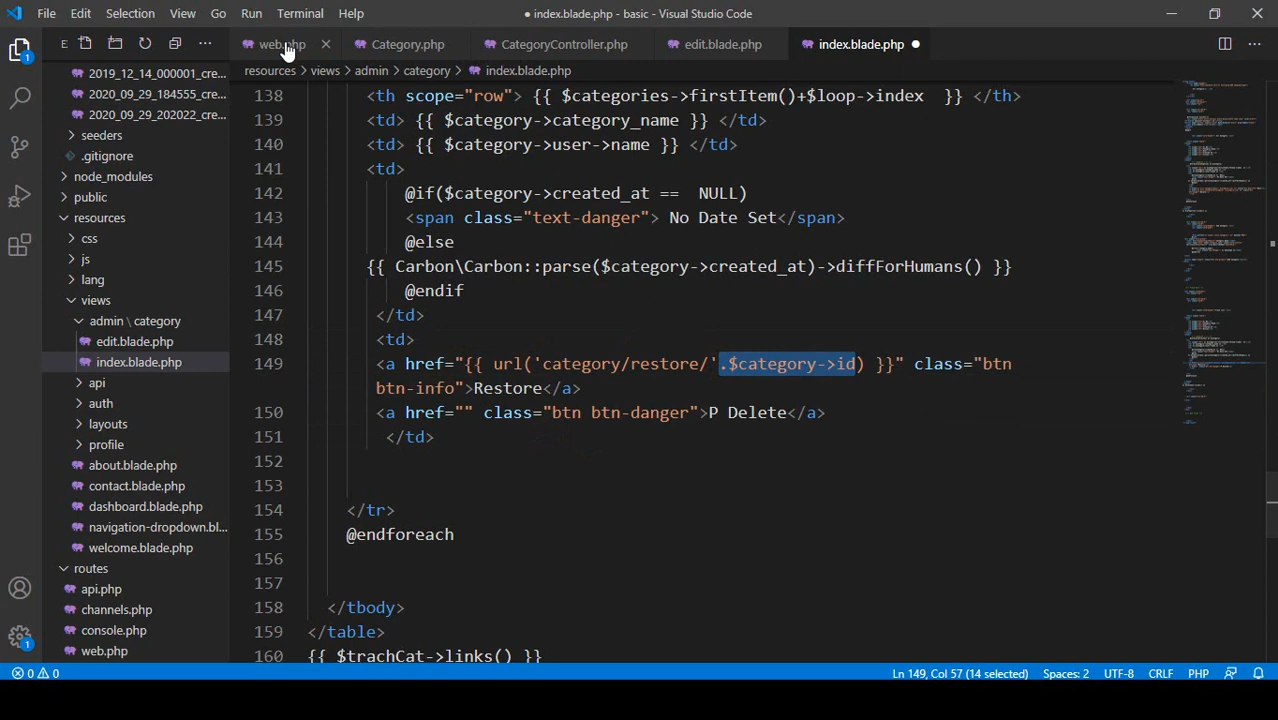 File Edit Selection View Go Run Terminal Help
● index.blade.php - basic - Visual Studio Code
E
web.php
Category.php
CategoryController.php
edit.blade.php
index.blade.php
resources > views > admin > category > index.blade.php
2019_12_14_000001_cre...
2020_09_29_184555_cre...
2020_09_29_202022_cre...
seeders
.gitignore
node_modules
public
resources
css
js
lang
views
admin \ category
edit.blade.php
index.blade.php
api
auth
layouts
profile
about.blade.php
contact.blade.php
dashboard.blade.php
navigation-dropdown.bl...
welcome.blade.php
routes
api.php
channels.php
console.php
web.php
1
1
138 <th scope="row"> {{ $categories->firstItem()+$loop->index  }} </th>
139 <td> {{ $category->category_name }} </td>
140 <td> {{ $category->user->name }} </td>
141 <td>
142 @if($category->created_at ==  NULL)
143 <span class="text-danger"> No Date Set</span>
144 @else
145 {{ Carbon\Carbon::parse($category->created_at)->diffForHumans() }}
146 @endif
147 </td>
148 <td>
149 <a href="{{ url('category/restore/'.$category->id) }}" class="btn
btn-info">Restore</a>
150 <a href="" class="btn btn-danger">P Delete</a>
151 </td>
152
153
154 </tr>
155 @endforeach
156
157
158 </tbody>
159 </table>
160 {{ $trachCat->links() }}
0 0
Ln 149, Col 57 (14 selected)
Spaces: 2
UTF-8
CRLF
PHP